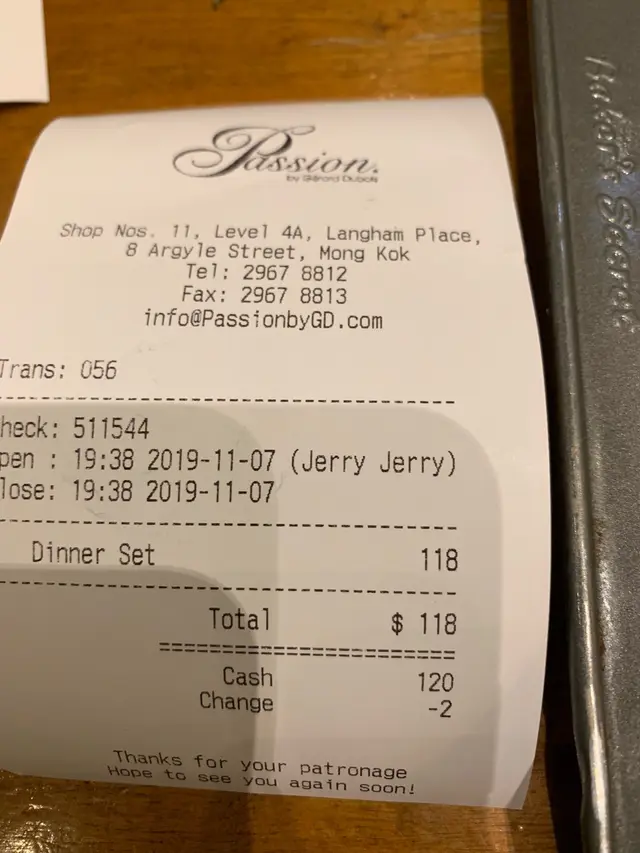 Passion.
by Gérard Dubois
Shop Nos. 11, Level 4A, Langham Place,
8 Argyle Street, Mong Kok
Tel: 2967 8812
Fax: 2967 8813
info@PassionbyGD.com
Trans: 056
heck: 511544
pen : 19:38 2019-11-07 (Jerry Jerry)
lose: 19:38 2019-11-07
Dinner Set 118
Total $ 118
Cash 120
Change -2
Thanks for your patronage
Hope to see you again soon!
Baker's Secret